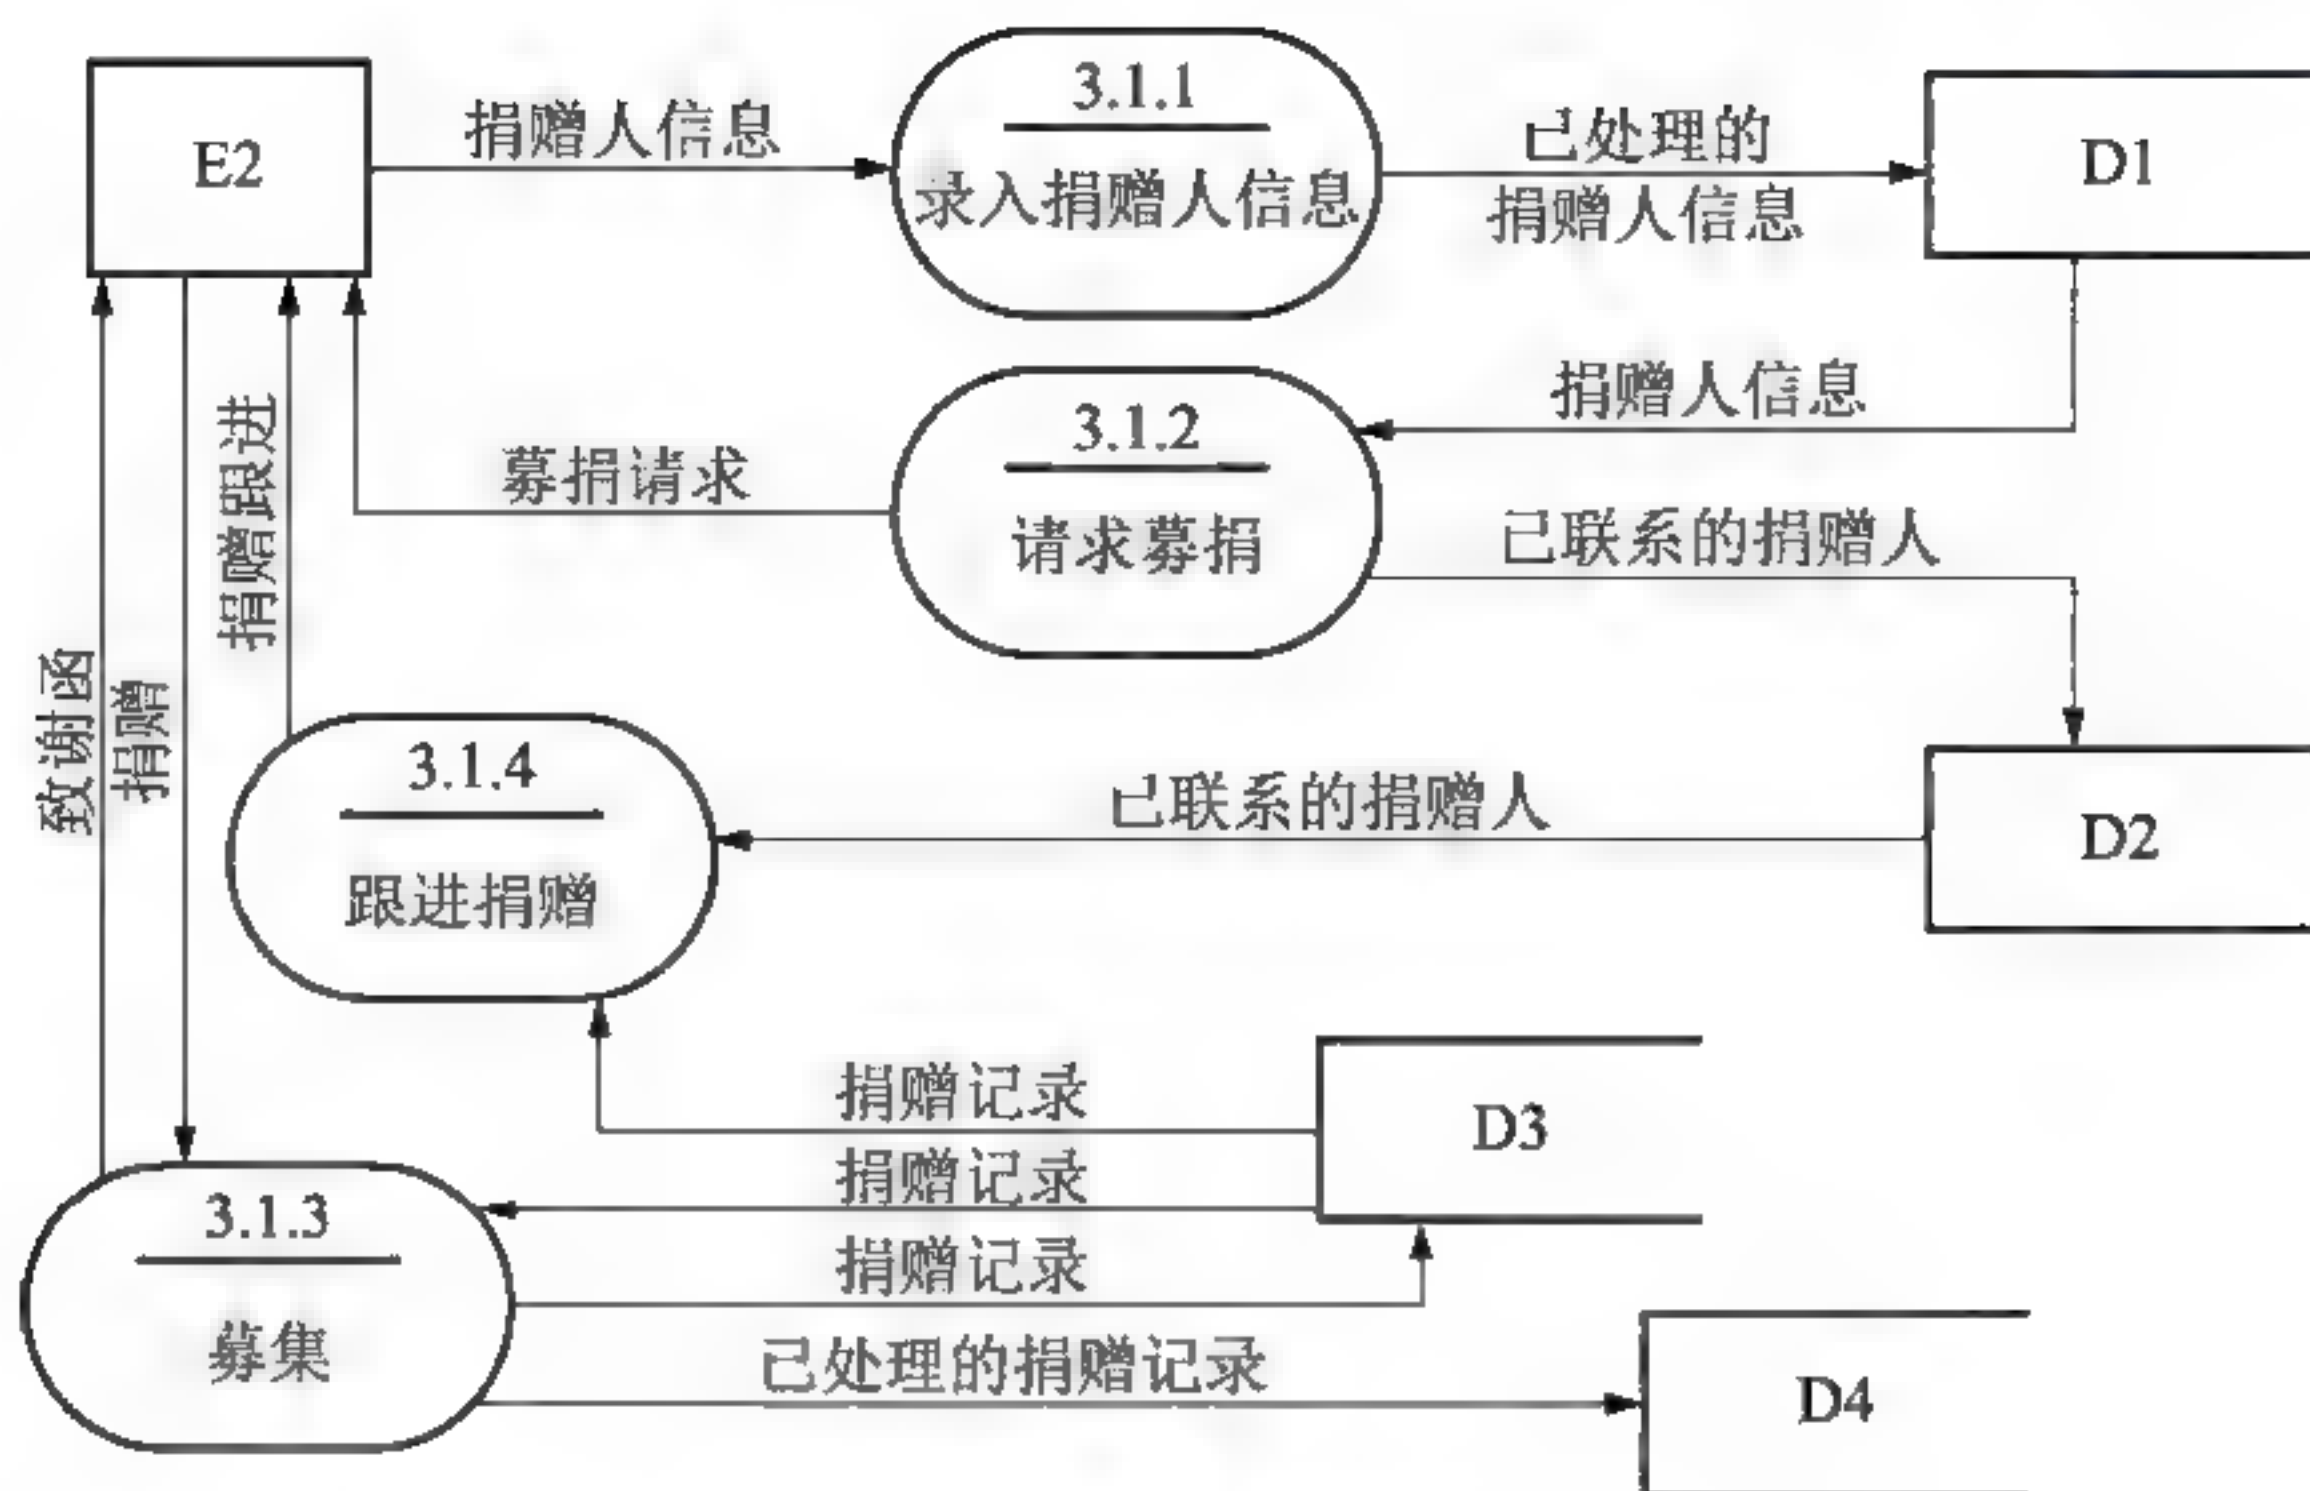 E2
捐赠人信息
3.1.1
录入捐赠人信息
已处理的
捐赠人信息
D1
捐赠人信息
3.1.2
请求募捐
募捐请求
已联系的捐赠人
捐赠跟进
致谢函
捐赠
3.1.4
跟进捐赠
已联系的捐赠人
D2
捐赠记录
D3
捐赠记录
3.1.3
募集
捐赠记录
已处理的捐赠记录
D4